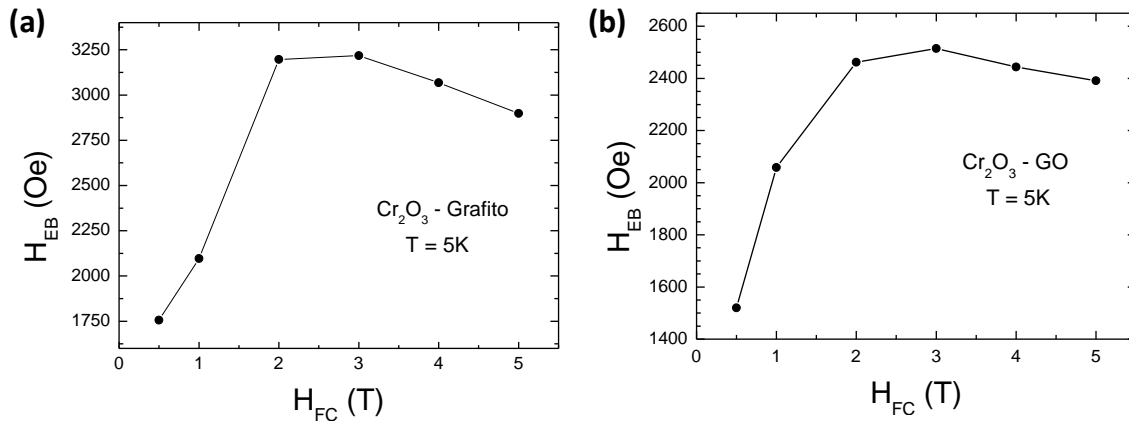 (a)
3250
3000
2750
2500
2250
2000
1750
H_EB (Oe)
Cr₂O₃ - Grafito
T = 5K
0 1 2 3 4 5
H_FC (T)
(b)
2600
2400
2200
2000
1800
1600
1400
H_EB (Oe)
Cr₂O₃ - GO
T = 5K
0 1 2 3 4 5
H_FC (T)